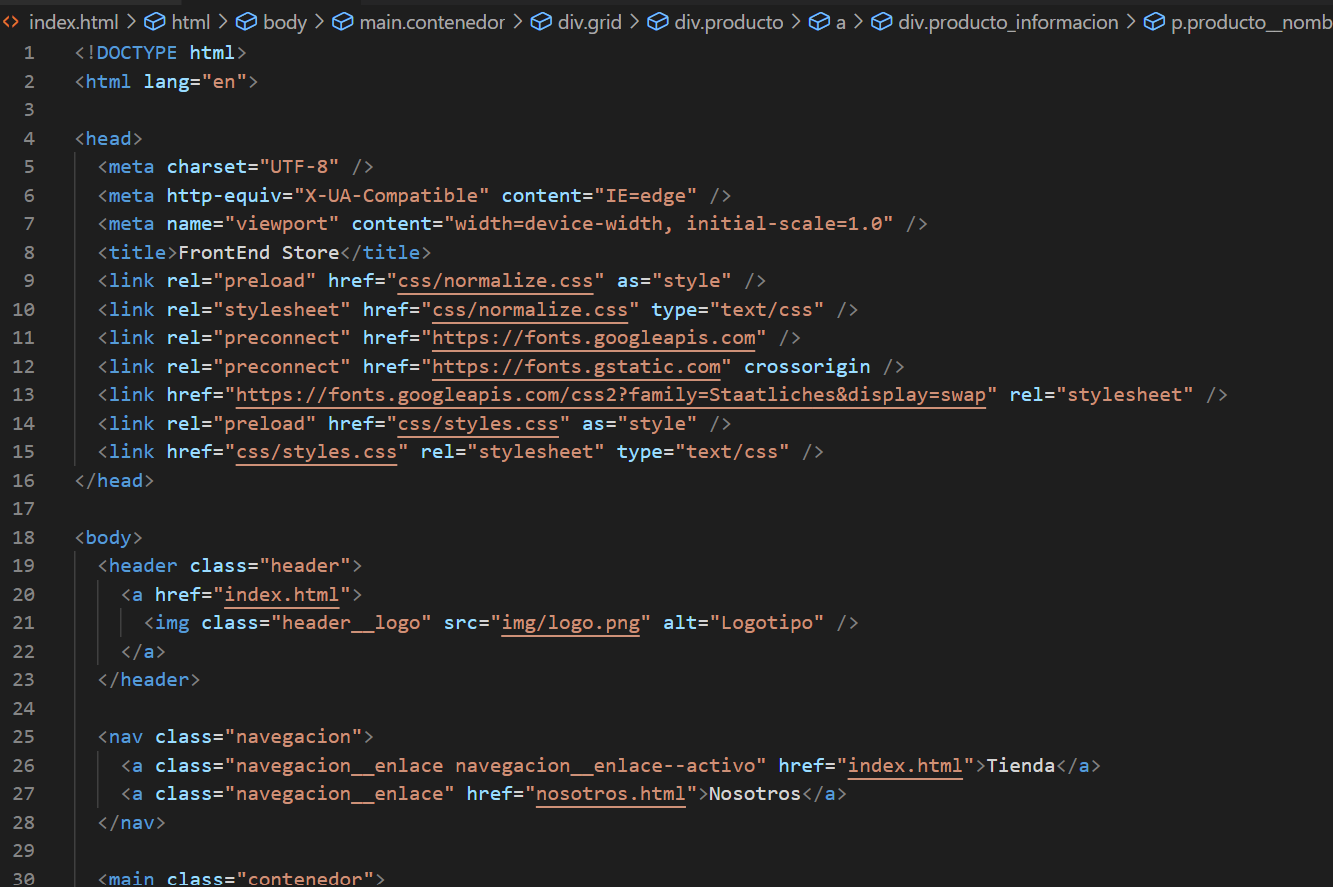 index.html > html > body > main.contenedor > div.grid > div.producto > a > div.producto_informacion > p.producto__nomb
1 <!DOCTYPE html>
2 <html lang="en">
3
4 <head>
5 <meta charset="UTF-8" />
6 <meta http-equiv="X-UA-Compatible" content="IE=edge" />
7 <meta name="viewport" content="width=device-width, initial-scale=1.0" />
8 <title>FrontEnd Store</title>
9 <link rel="preload" href="css/normalize.css" as="style" />
10 <link rel="stylesheet" href="css/normalize.css" type="text/css" />
11 <link rel="preconnect" href="https://fonts.googleapis.com" />
12 <link rel="preconnect" href="https://fonts.gstatic.com" crossorigin />
13 <link href="https://fonts.googleapis.com/css2?family=Staatliches&display=swap" rel="stylesheet" />
14 <link rel="preload" href="css/styles.css" as="style" />
15 <link href="css/styles.css" rel="stylesheet" type="text/css" />
16 </head>
17
18 <body>
19 <header class="header">
20 <a href="index.html">
21 <img class="header__logo" src="img/logo.png" alt="Logotipo" />
22 </a>
23 </header>
24
25 <nav class="navegacion">
26 <a class="navegacion__enlace navegacion__enlace--activo" href="index.html">Tienda</a>
27 <a class="navegacion__enlace" href="nosotros.html">Nosotros</a>
28 </nav>
29
30 <main class="contenedor">